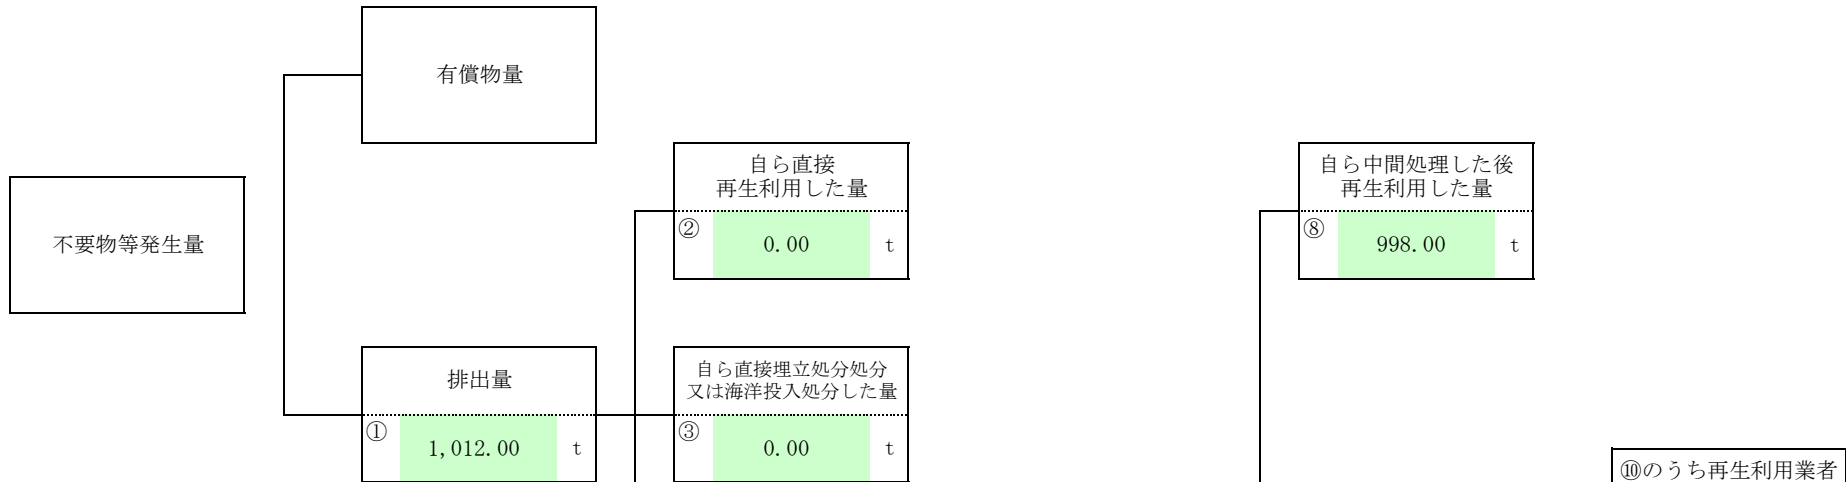 有償物量
不要物等発生量
自ら直接
再生利用した量
② 0.00 t
自ら中間処理した後
再生利用した量
⑧ 998.00 t
排出量
① 1,012.00 t
自ら直接埋立処分処分
又は海洋投入処分した量
③ 0.00 t
⑩のうち再生利用業者